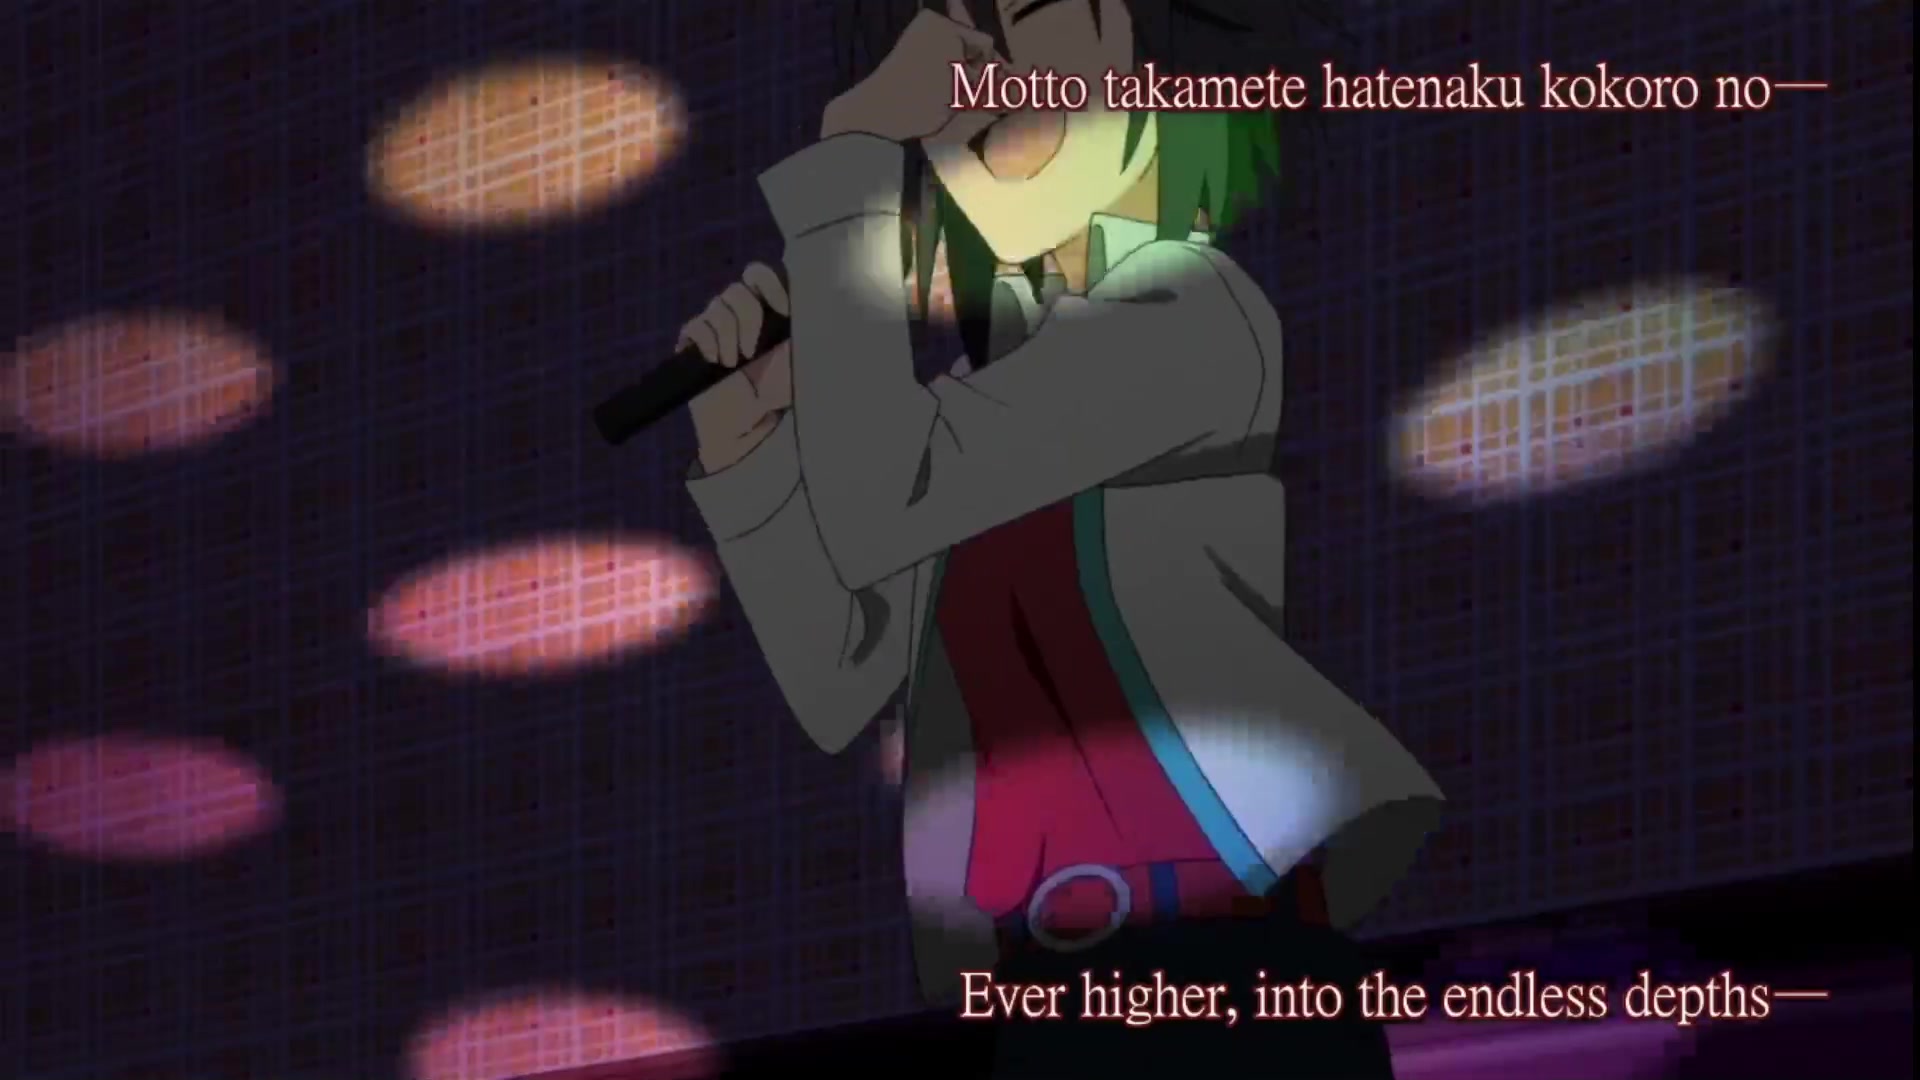 Motto takamete hatenaku kokoro no—
Ever higher, into the endless depths—